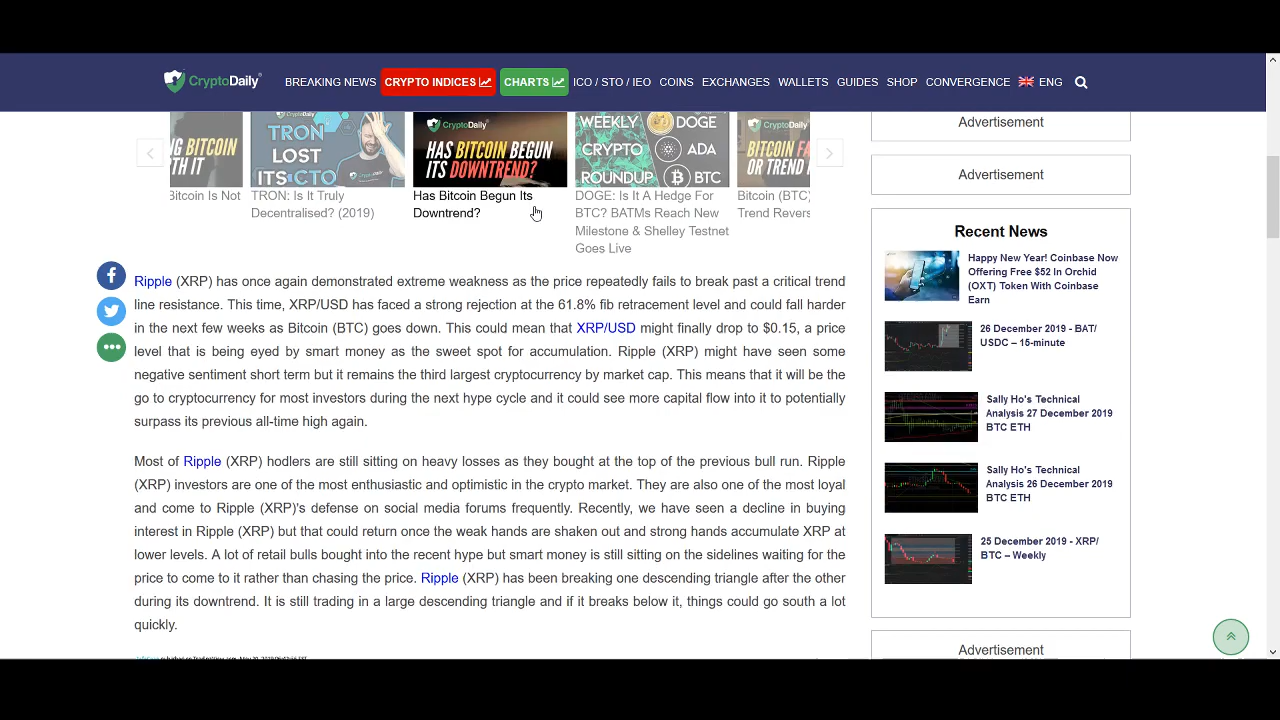 CryptoDaily
BREAKING NEWS
CRYPTO INDICES
CHARTS
ICO / STO / IEO
COINS
EXCHANGES
WALLETS
GUIDES
SHOP
CONVERGENCE
ENG
BITCOIN
TH IT
Bitcoin Is Not
CryptoDaily
TRON
LOST
ITS CTO
TRON: Is It Truly
Decentralised? (2019)
CryptoDaily
HAS BITCOIN BEGUN
ITS DOWNTREND?
Has Bitcoin Begun Its
Downtrend?
WEEKLY
CRYPTO
ROUNDUP
DOGE
ADA
BTC
DOGE: Is It A Hedge For
BTC? BATMs Reach New
Milestone & Shelley Testnet
Goes Live
CryptoDaily
BITCOIN FA
OR TREND
Bitcoin (BTC)
Trend Revers
Ripple (XRP) has once again demonstrated extreme weakness as the price repeatedly fails to break past a critical trend
line resistance. This time, XRP/USD has faced a strong rejection at the 61.8% fib retracement level and could fall harder
in the next few weeks as Bitcoin (BTC) goes down. This could mean that XRP/USD might finally drop to $0.15, a price
level that is being eyed by smart money as the sweet spot for accumulation. Ripple (XRP) might have seen some
negative sentiment short term but it remains the third largest cryptocurrency by market cap. This means that it will be the
go to cryptocurrency for most investors during the next hype cycle and it could see more capital flow into it to potentially
surpass its previous all-time high again.
Most of Ripple (XRP) hodlers are still sitting on heavy losses as they bought at the top of the previous bull run. Ripple
(XRP) investors are one of the most enthusiastic and optimistic in the crypto market. They are also one of the most loyal
and come to Ripple (XRP)'s defense on social media forums frequently. Recently, we have seen a decline in buying
interest in Ripple (XRP) but that could return once the weak hands are shaken out and strong hands accumulate XRP at
lower levels. A lot of retail bulls bought into the recent hype but smart money is still sitting on the sidelines waiting for the
price to come to it rather than chasing the price. Ripple (XRP) has been breaking one descending triangle after the other
during its downtrend. It is still trading in a large descending triangle and if it breaks below it, things could go south a lot
quickly.
Advertisement
Advertisement
Recent News
Happy New Year! Coinbase Now
Offering Free $52 In Orchid
(OXT) Token With Coinbase
Earn
26 December 2019 - BAT/
USDC – 15-minute
Sally Ho's Technical
Analysis 27 December 2019
BTC ETH
Sally Ho's Technical
Analysis 26 December 2019
BTC ETH
25 December 2019 - XRP/
BTC – Weekly
Advertisement